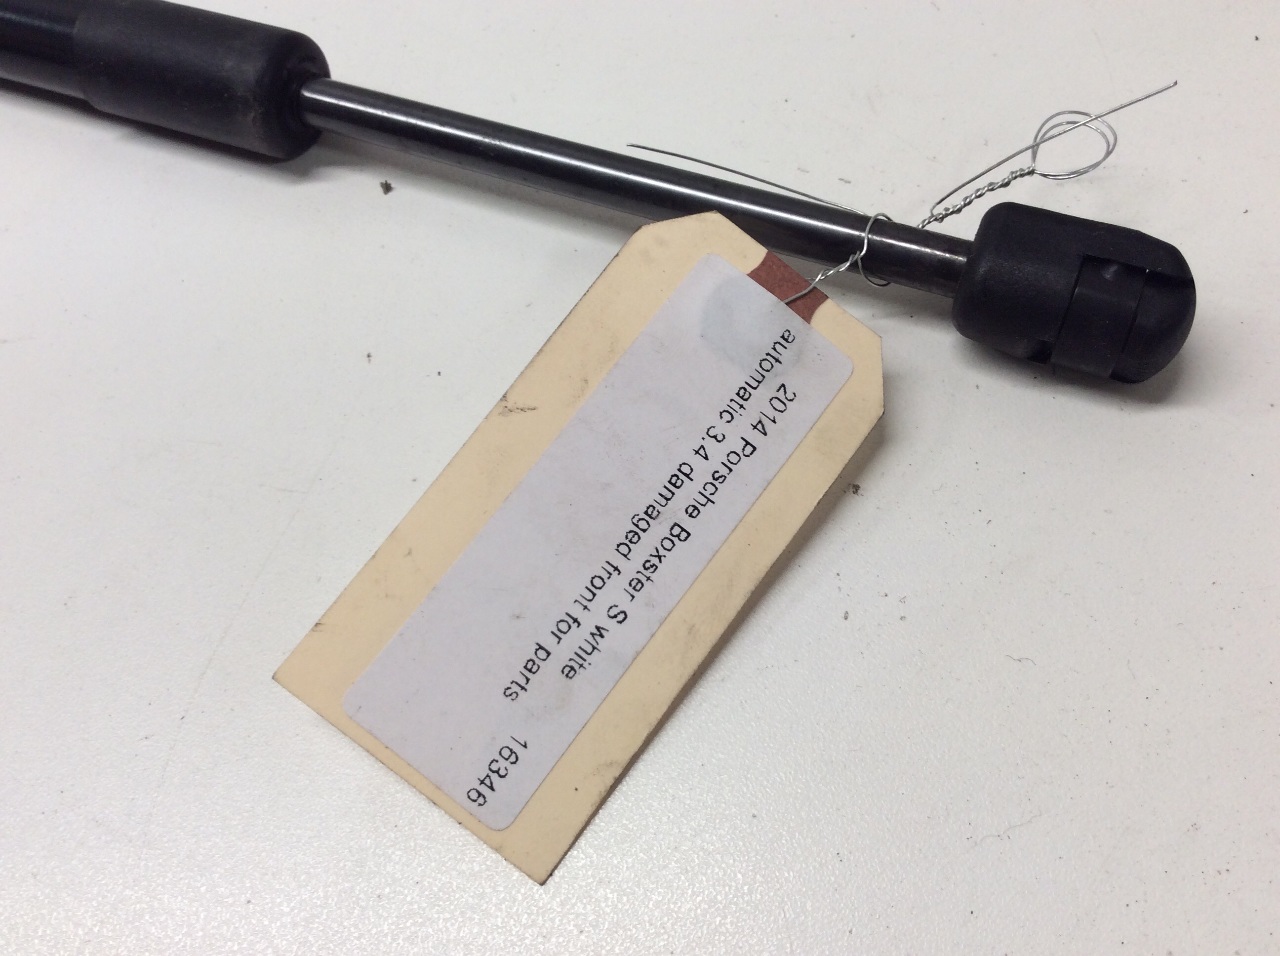 2014 Porsche Boxster S white
automatic 3.4 damaged front for parts
16346